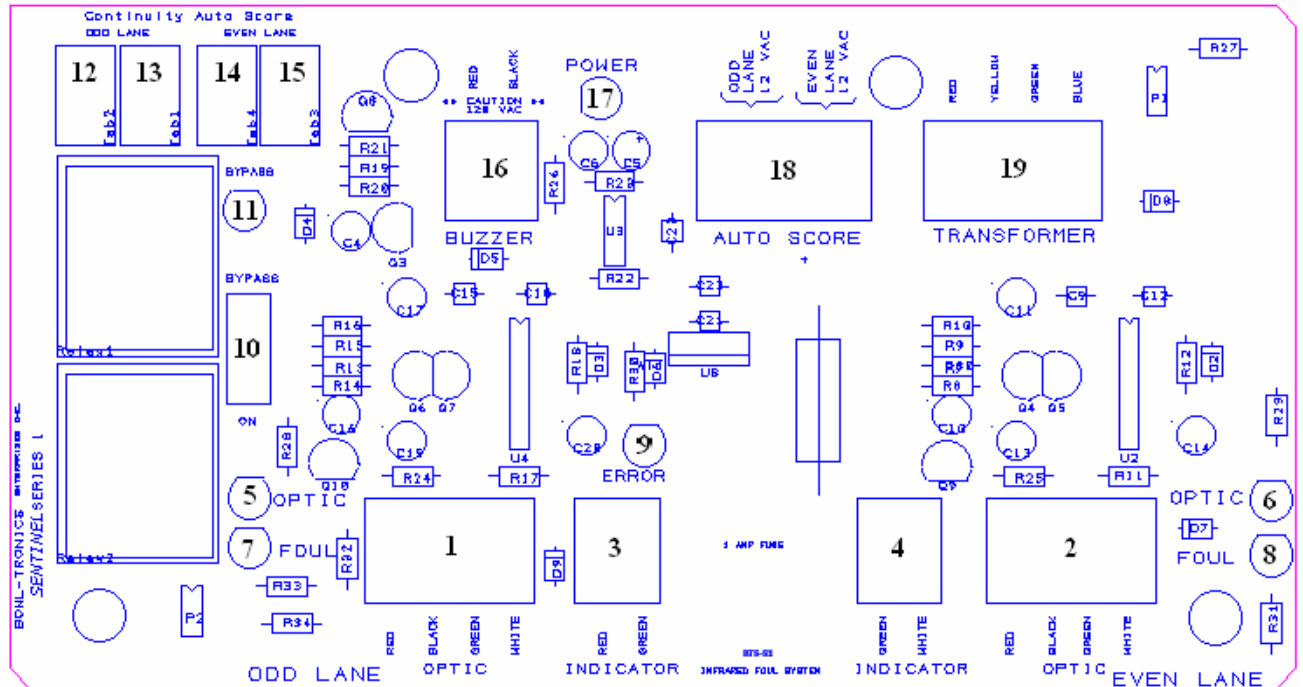 Continuity Auto Score
ODD LANE
EVEN LANE
12
13
14
15
Tab2
Tab1
Tab4
Tab3
RED
BLACK
** CAUTION **
120 VAC
16
BUZZER
POWER
17
ODD
LANE
12 VAC
EVEN
LANE
12 VAC
18
AUTO SCORE
+
RED
YELLOW
GREEN
BLUE
19
TRANSFORMER
R27
P1
D8
Q8
R21
R19
R20
C4
Q3
D4
BYPASS
11
BYPASS
10
ON
Relay1
Relay2
C6
C5
+
R26
R23
U3
R22
D5
C15
C18
C17
C23
C21
U6
R16
R15
R13
R14
Q6
Q7
C16
C19
Q10
R28
R24
U4
R17
R18
D3
R30
D6
C20
9
ERROR
C11
C9
C12
R10
R9
R8
Q4
Q5
C10
C13
Q9
R25
U2
R11
R12
D2
C14
R29
5
OPTIC
7
FOUL
R32
R33
R34
P2
1
D9
3
1 AMP FUSE
4
2
OPTIC
6
D7
FOUL
8
R31
RED
BLACK
GREEN
WHITE
OPTIC
RED
GREEN
INDICATOR
INFRARED FOUL SYSTEM
GREEN
WHITE
INDICATOR
RED
BLACK
GREEN
WHITE
OPTIC
ODD LANE
EVEN LANE
BONL-TRONICS ENTERPRISES INC.
SENTINEL SERIES 1